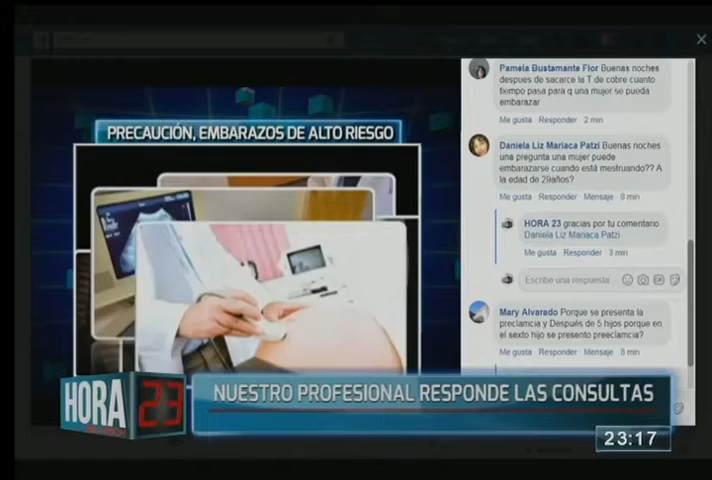 PRECAUCIÓN, EMBARAZOS DE ALTO RIESGO
Pamela Bustamante Flor Buenas noches
despues de sacarce la T de cobre cuanto
tiempo pasa para q una mujer se pueda
embarazar
Me gusta Responder 2 min
Daniela Liz Mariaca Patzi Buenas noches
una pregunta una mujer puede
embarazarse cuando está mestruando?? A
la edad de 29años?
Me gusta Responder Mensaje 8 min
HORA 23 gracias por tu comentario
Daniela Liz Mariaca Patzi
Me gusta Responder 3 min
Escribe una respuesta
Mary Alvarado Porque se presenta la
preclamcia y Después de 5 hijos porque en
el sexto hijo se presento preeclamcia?
Me gusta Responder Mensaje 8 min
HORA 23
NUESTRO PROFESIONAL RESPONDE LAS CONSULTAS
23:17